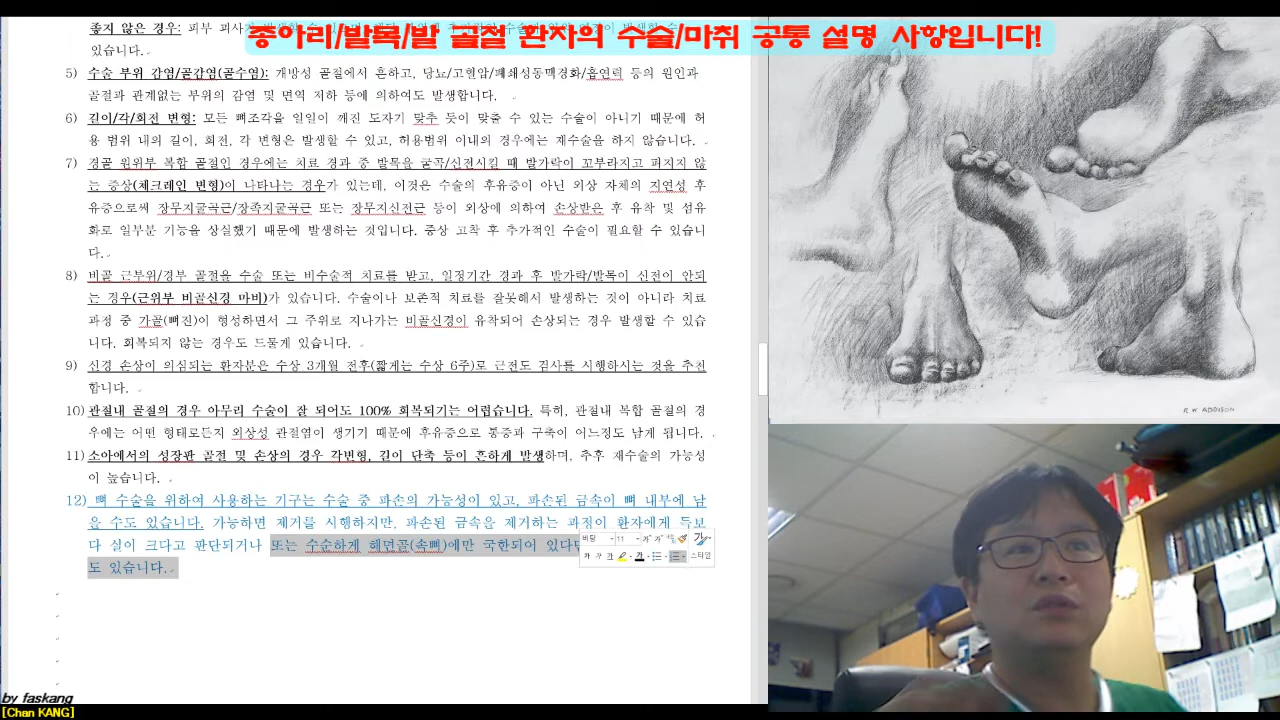 종아리/발목/발 골절 환자의 수술/마취 공통 설명 사항입니다!
좋지 않은 경우: 피부 괴사가
있습니다.
5) 수술 부위 감염/골감염(골수염): 개방성 골절에서 흔하고, 당뇨/고혈압/폐쇄성동맥경화/흡연력 등의 원인과
골절과 관계없는 부위의 감염 및 면역 저하 등에 의하여도 발생합니다.
6) 길이/각/회전 변형: 모든 뼈조각을 일일이 깨진 도자기 맞추 듯이 맞출 수 있는 수술이 아니기 때문에 허
용 범위 내의 길이, 회전, 각 변형은 발생할 수 있고, 허용범위 이내의 경우에는 재수술을 하지 않습니다.
7) 경골 원위부 복합 골절인 경우에는 치료 경과 중 발목을 굴곡/신전시킬 때 발가락이 꼬부라지고 펴지지 않
는 증상(체크레인 변형)이 나타나는 경우가 있는데, 이것은 수술의 후유증이 아닌 외상 자체의 지연성 후
유증으로써 장무지굴곡근/장족지굴곡근 또는 장무지신전근 등이 외상에 의하여 손상받은 후 유착 및 섬유
화로 일부분 기능을 상실했기 때문에 발생하는 것입니다. 증상 고착 후 추가적인 수술이 필요할 수 있습니
다.
8) 비골 근부위/경부 골절을 수술 또는 비수술적 치료를 받고, 일정기간 경과 후 발가락/발목이 신전이 안되
는 경우(근위부 비골신경 마비)가 있습니다. 수술이나 보존적 치료를 잘못해서 발생하는 것이 아니라 치료
과정 중 가골(뼈진)이 형성하면서 그 주위로 지나가는 비골신경이 유착되어 손상되는 경우 발생할 수 있습
니다. 회복되지 않는 경우도 드물게 있습니다.
9) 신경 손상이 의심되는 환자분은 수상 3개월 전후(짧게는 수상 6주)로 근전도 검사를 시행하시는 것을 추천
합니다.
10) 관절내 골절의 경우 아무리 수술이 잘 되어도 100% 회복되기는 어렵습니다. 특히, 관절내 복합 골절의 경
우에는 어떤 형태로든지 외상성 관절염이 생기기 때문에 후유증으로 통증과 구축이 어느정도 남게 됩니다.
11) 소아에서의 성장판 골절 및 손상의 경우 각변형, 길이 단축 등이 흔하게 발생하며, 추후 재수술의 가능성
이 높습니다.
12) 뼈 수술을 위하여 사용하는 기구는 수술 중 파손의 가능성이 있고, 파손된 금속이 뼈 내부에 남
을 수도 있습니다. 가능하면 제거를 시행하지만, 파손된 금속을 제거하는 과정이 환자에게 득보
다 실이 크다고 판단되거나 또는 수순하게 해면골(속뼈)에만 국한되어 있다면
도 있습니다.
바탕 11 가 가
가 가 가 가 스타일
R.W. ADDISON
by faskang
[Chan KANG]